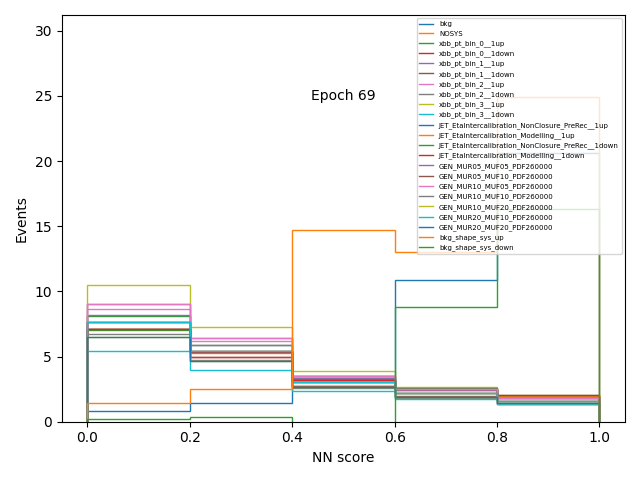 30
25
20
15
10
5
0
Events
0.0
0.2
0.4
0.6
0.8
1.0
NN score
Epoch 69
bkg
NOSYS
xbb_pt_bin_0__1up
xbb_pt_bin_0__1down
xbb_pt_bin_1__1up
xbb_pt_bin_1__1down
xbb_pt_bin_2__1up
xbb_pt_bin_2__1down
xbb_pt_bin_3__1up
xbb_pt_bin_3__1down
JET_EtaIntercalibration_NonClosure_PreRec__1up
JET_EtaIntercalibration_Modelling__1up
JET_EtaIntercalibration_NonClosure_PreRec__1down
JET_EtaIntercalibration_Modelling__1down
GEN_MUR05_MUF05_PDF260000
GEN_MUR05_MUF10_PDF260000
GEN_MUR10_MUF05_PDF260000
GEN_MUR10_MUF10_PDF260000
GEN_MUR10_MUF20_PDF260000
GEN_MUR20_MUF10_PDF260000
GEN_MUR20_MUF20_PDF260000
bkg_shape_sys_up
bkg_shape_sys_down